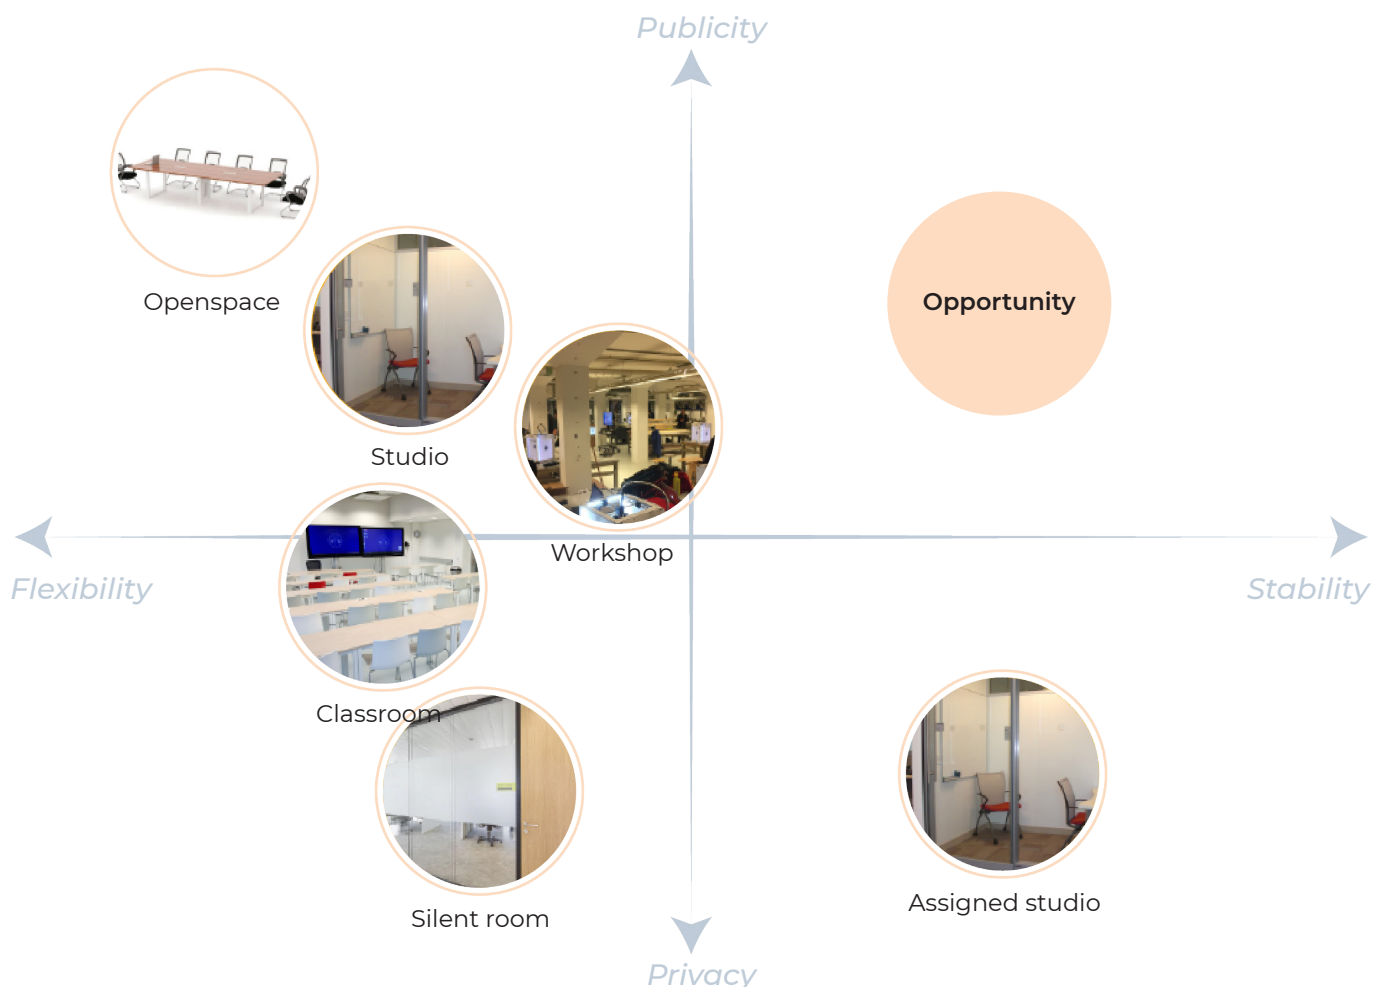 Publicity
Openspace
Opportunity
Studio
Workshop
Flexibility
Stability
Classroom
Assigned studio
Silent room
Privacy